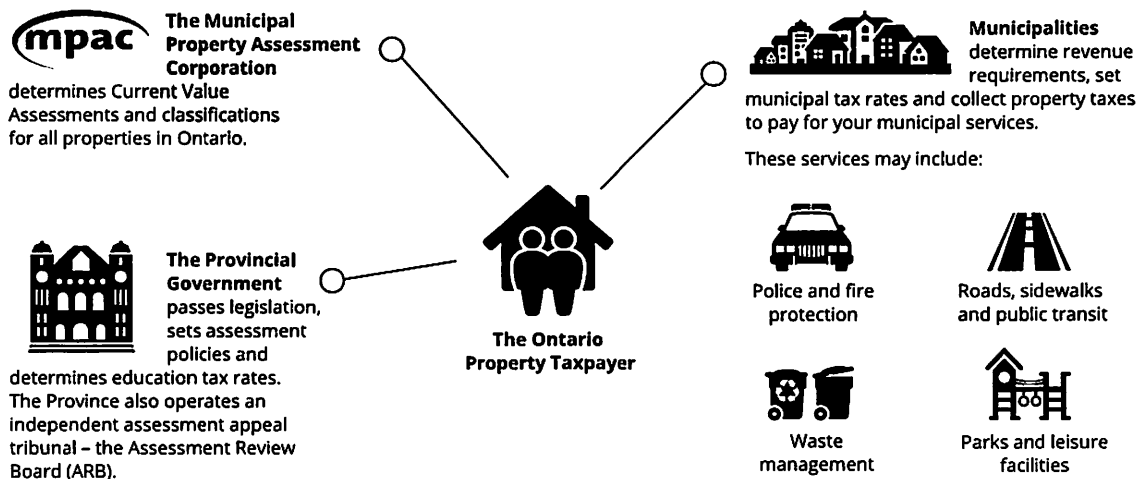 mpac
The Municipal
Property Assessment
Corporation
determines Current Value
Assessments and classifications
for all properties in Ontario.
The Provincial
Government
passes legislation,
sets assessment
policies and
determines education tax rates.
The Province also operates an
independent assessment appeal
tribunal – the Assessment Review
Board (ARB).
The Ontario
Property Taxpayer
Municipalities
determine revenue
requirements, set
municipal tax rates and collect property taxes
to pay for your municipal services.
These services may include:
Police and fire
protection
Roads, sidewalks
and public transit
Waste
management
Parks and leisure
facilities